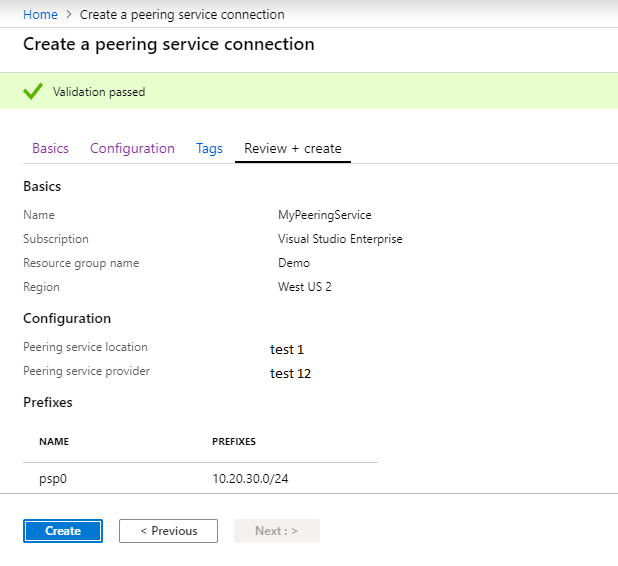 Home > Create a peering service connection
Create a peering service connection
Validation passed
Basics Configuration Tags Review + create
Basics
Name MyPeeringService
Subscription Visual Studio Enterprise
Resource group name Demo
Region West US 2
Configuration
Peering service location test 1
Peering service provider test 12
Prefixes
NAME PREFIXES
psp0 10.20.30.0/24
Create < Previous Next : >